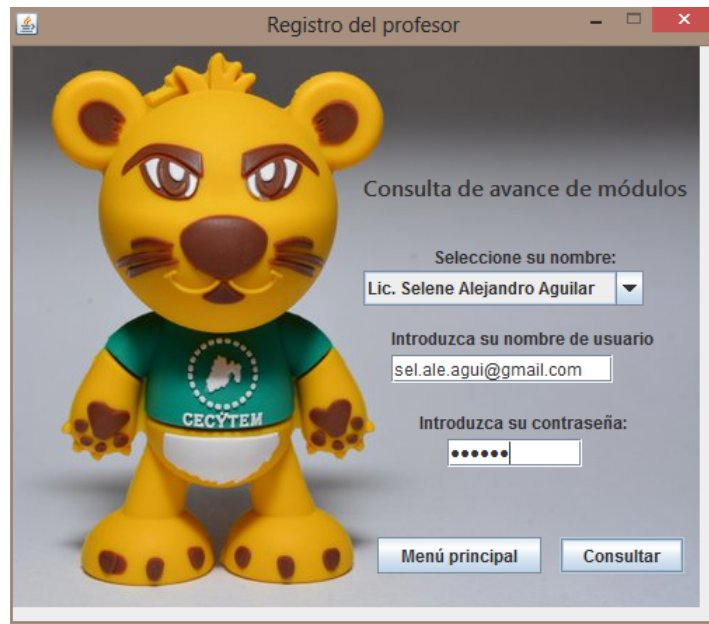 Registro del profesor
Consulta de avance de módulos
Seleccione su nombre:
Lic. Selene Alejandro Aguilar
Introduzca su nombre de usuario
sel.ale.agui@gmail.com
Introduzca su contraseña:
••••••
CECYTEM
Menú principal
Consultar